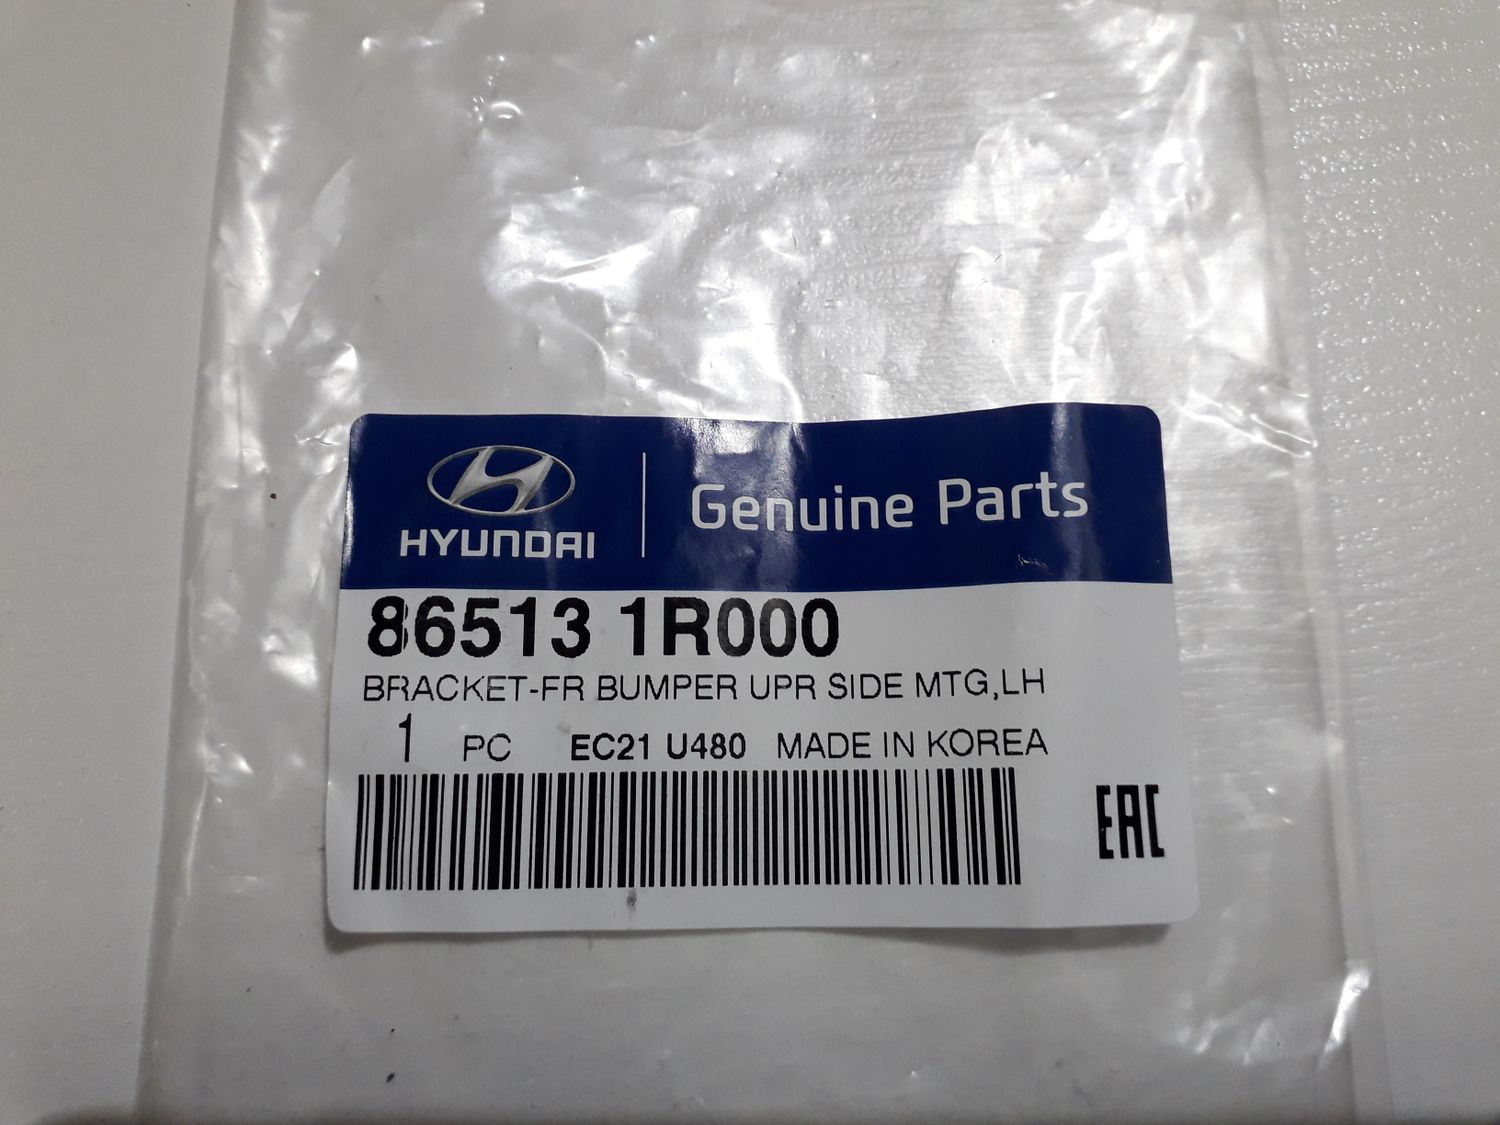 HYUNDAI
Genuine Parts
86513 1R000
BRACKET-FR BUMPER UPR SIDE MTG,LH
1 PC EC21 U480 MADE IN KOREA
EAC